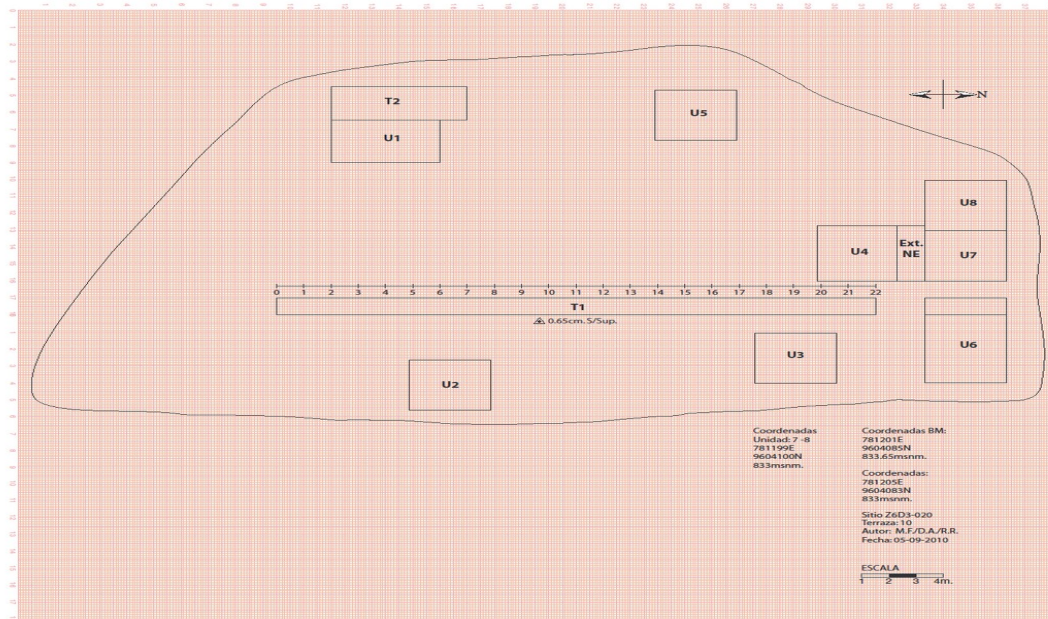 T2
U1
U5
N
U8
U4
Ext.
NE
U7
0 1 2 3 4 5 6 7 8 9 10 11 12 13 14 15 16 17 18 19 20 21 22
T1
0.65cm. S/Sup.
U6
U3
U2
Coordenadas
Unidad: 7 -8
781199E
9604100N
833msnm.
Coordenadas BM:
781201E
9604085N
833.65msnm.
Coordenadas:
781205E
9604083N
833msnm.
Sitio Z6D3-020
Terraza: 10
Autor: M.F./D.A./R.R.
Fecha: 05-09-2010
ESCALA
1 2 3 4m.